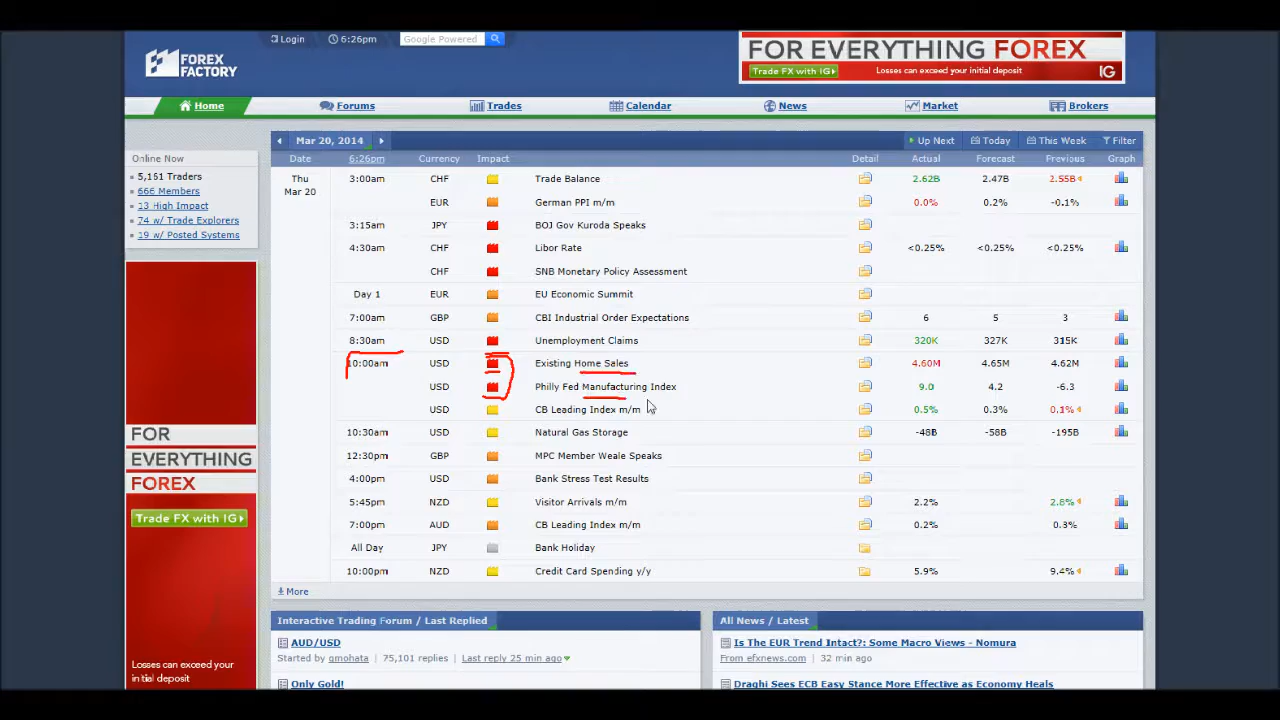 Login 6:26pm Google Powered
FOREX
FACTORY
FOR EVERYTHING FOREX
Trade FX with IG Losses can exceed your initial deposit IG
Home Forums Trades Calendar News Market Brokers
Online Now
5,161 Traders
666 Members
13 High Impact
74 w/ Trade Explorers
19 w/ Posted Systems
FOR
EVERYTHING
FOREX
Trade FX with IG
Losses can exceed your
initial deposit
Mar 20, 2014 Up Next Today This Week Filter
Date 6:26pm Currency Impact Detail Actual Forecast Previous Graph
Thu
Mar 20
3:00am CHF Trade Balance 2.62B 2.47B 2.55B
EUR German PPI m/m 0.0% 0.2% -0.1%
3:15am JPY BOJ Gov Kuroda Speaks
4:30am CHF Libor Rate <0.25% <0.25% <0.25%
CHF SNB Monetary Policy Assessment
Day 1 EUR EU Economic Summit
7:00am GBP CBI Industrial Order Expectations 6 5 3
8:30am USD Unemployment Claims 320K 327K 315K
10:00am USD Existing Home Sales 4.60M 4.65M 4.62M
USD Philly Fed Manufacturing Index 9.0 4.2 -6.3
USD CB Leading Index m/m 0.5% 0.3% 0.1%
10:30am USD Natural Gas Storage -48B -58B -195B
12:30pm GBP MPC Member Weale Speaks
4:00pm USD Bank Stress Test Results
5:45pm NZD Visitor Arrivals m/m 2.2% 2.8%
7:00pm AUD CB Leading Index m/m 0.2% 0.3%
All Day JPY Bank Holiday
10:00pm NZD Credit Card Spending y/y 5.9% 9.4%
More
Interactive Trading Forum / Last Replied
AUD/USD
Started by gmohata | 75,101 replies | Last reply 25 min ago
Only Gold!
All News / Latest
Is The EUR Trend Intact?: Some Macro Views - Nomura
From efxnews.com | 32 min ago
Draghi Sees ECB Easy Stance More Effective as Economy Heals